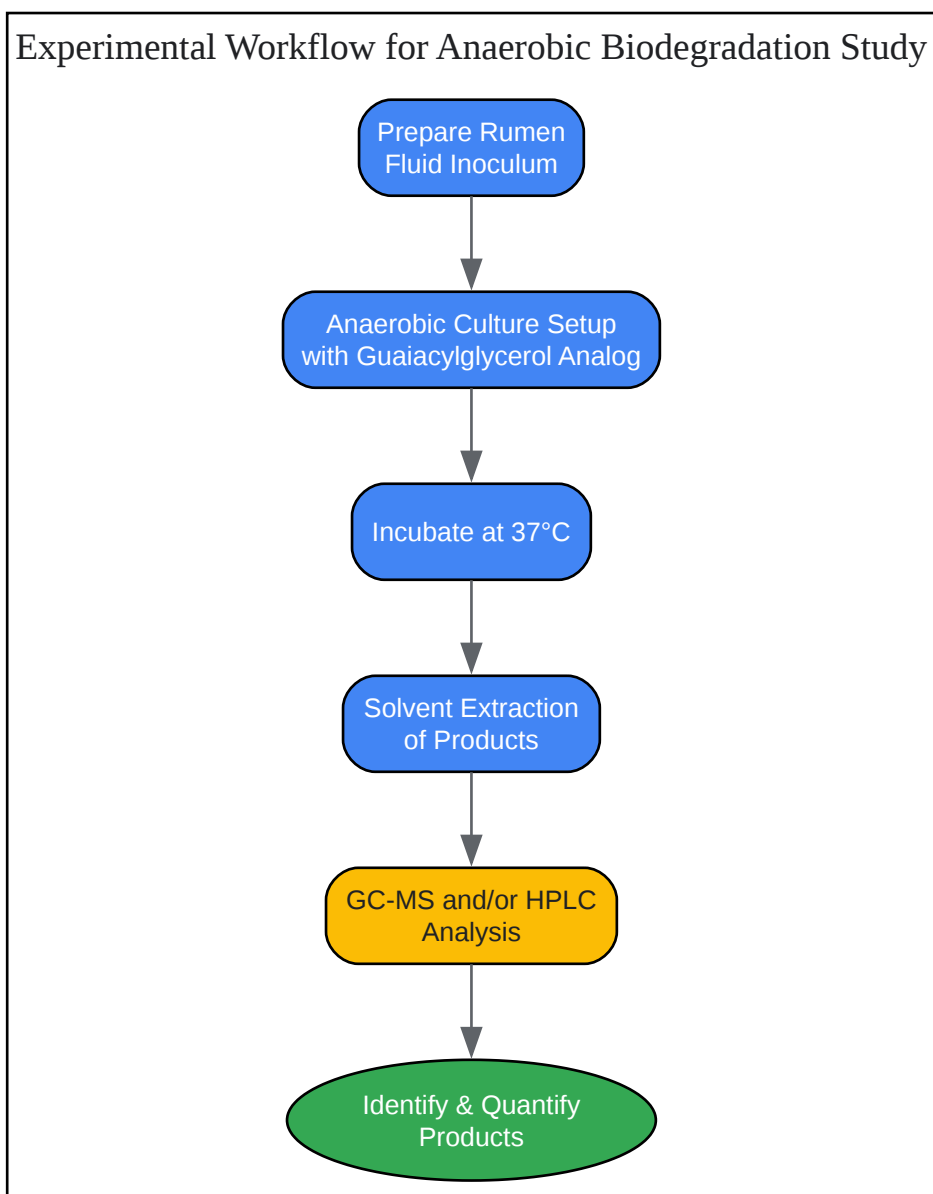 Experimental Workflow for Anaerobic Biodegradation Study
Prepare Rumen
Fluid Inoculum
Anaerobic Culture Setup
with Guaiacylglycerol Analog
Incubate at 37°C
Solvent Extraction
of Products
GC-MS and/or HPLC
Analysis
Identify & Quantify
Products